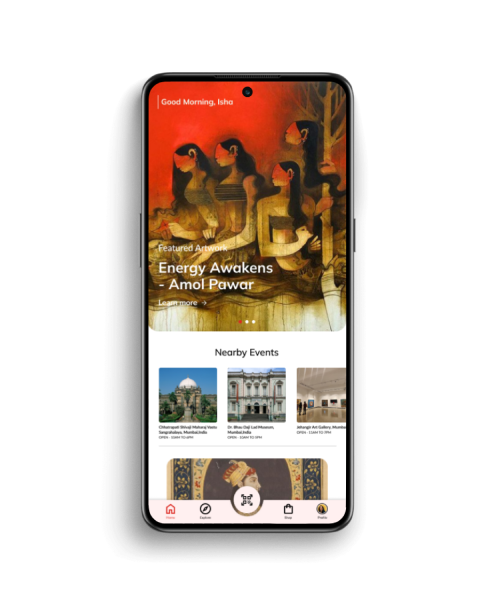 Good Morning, Isha
Featured Artwork
Energy Awakens
- Amol Pawar
Learn more →
Nearby Events
Chhatrapati Shivaji Maharaj Vastu
Sangrahalaya, Mumbai,India
OPEN : 10AM TO 6PM
Dr. Bhau Daji Lad Museum,
Mumbai,India
OPEN : 10AM TO 6PM
Jehangir Art Gallery, Mumbai
OPEN : 11AM TO 7PM
Home
Explore
Shop
Profile